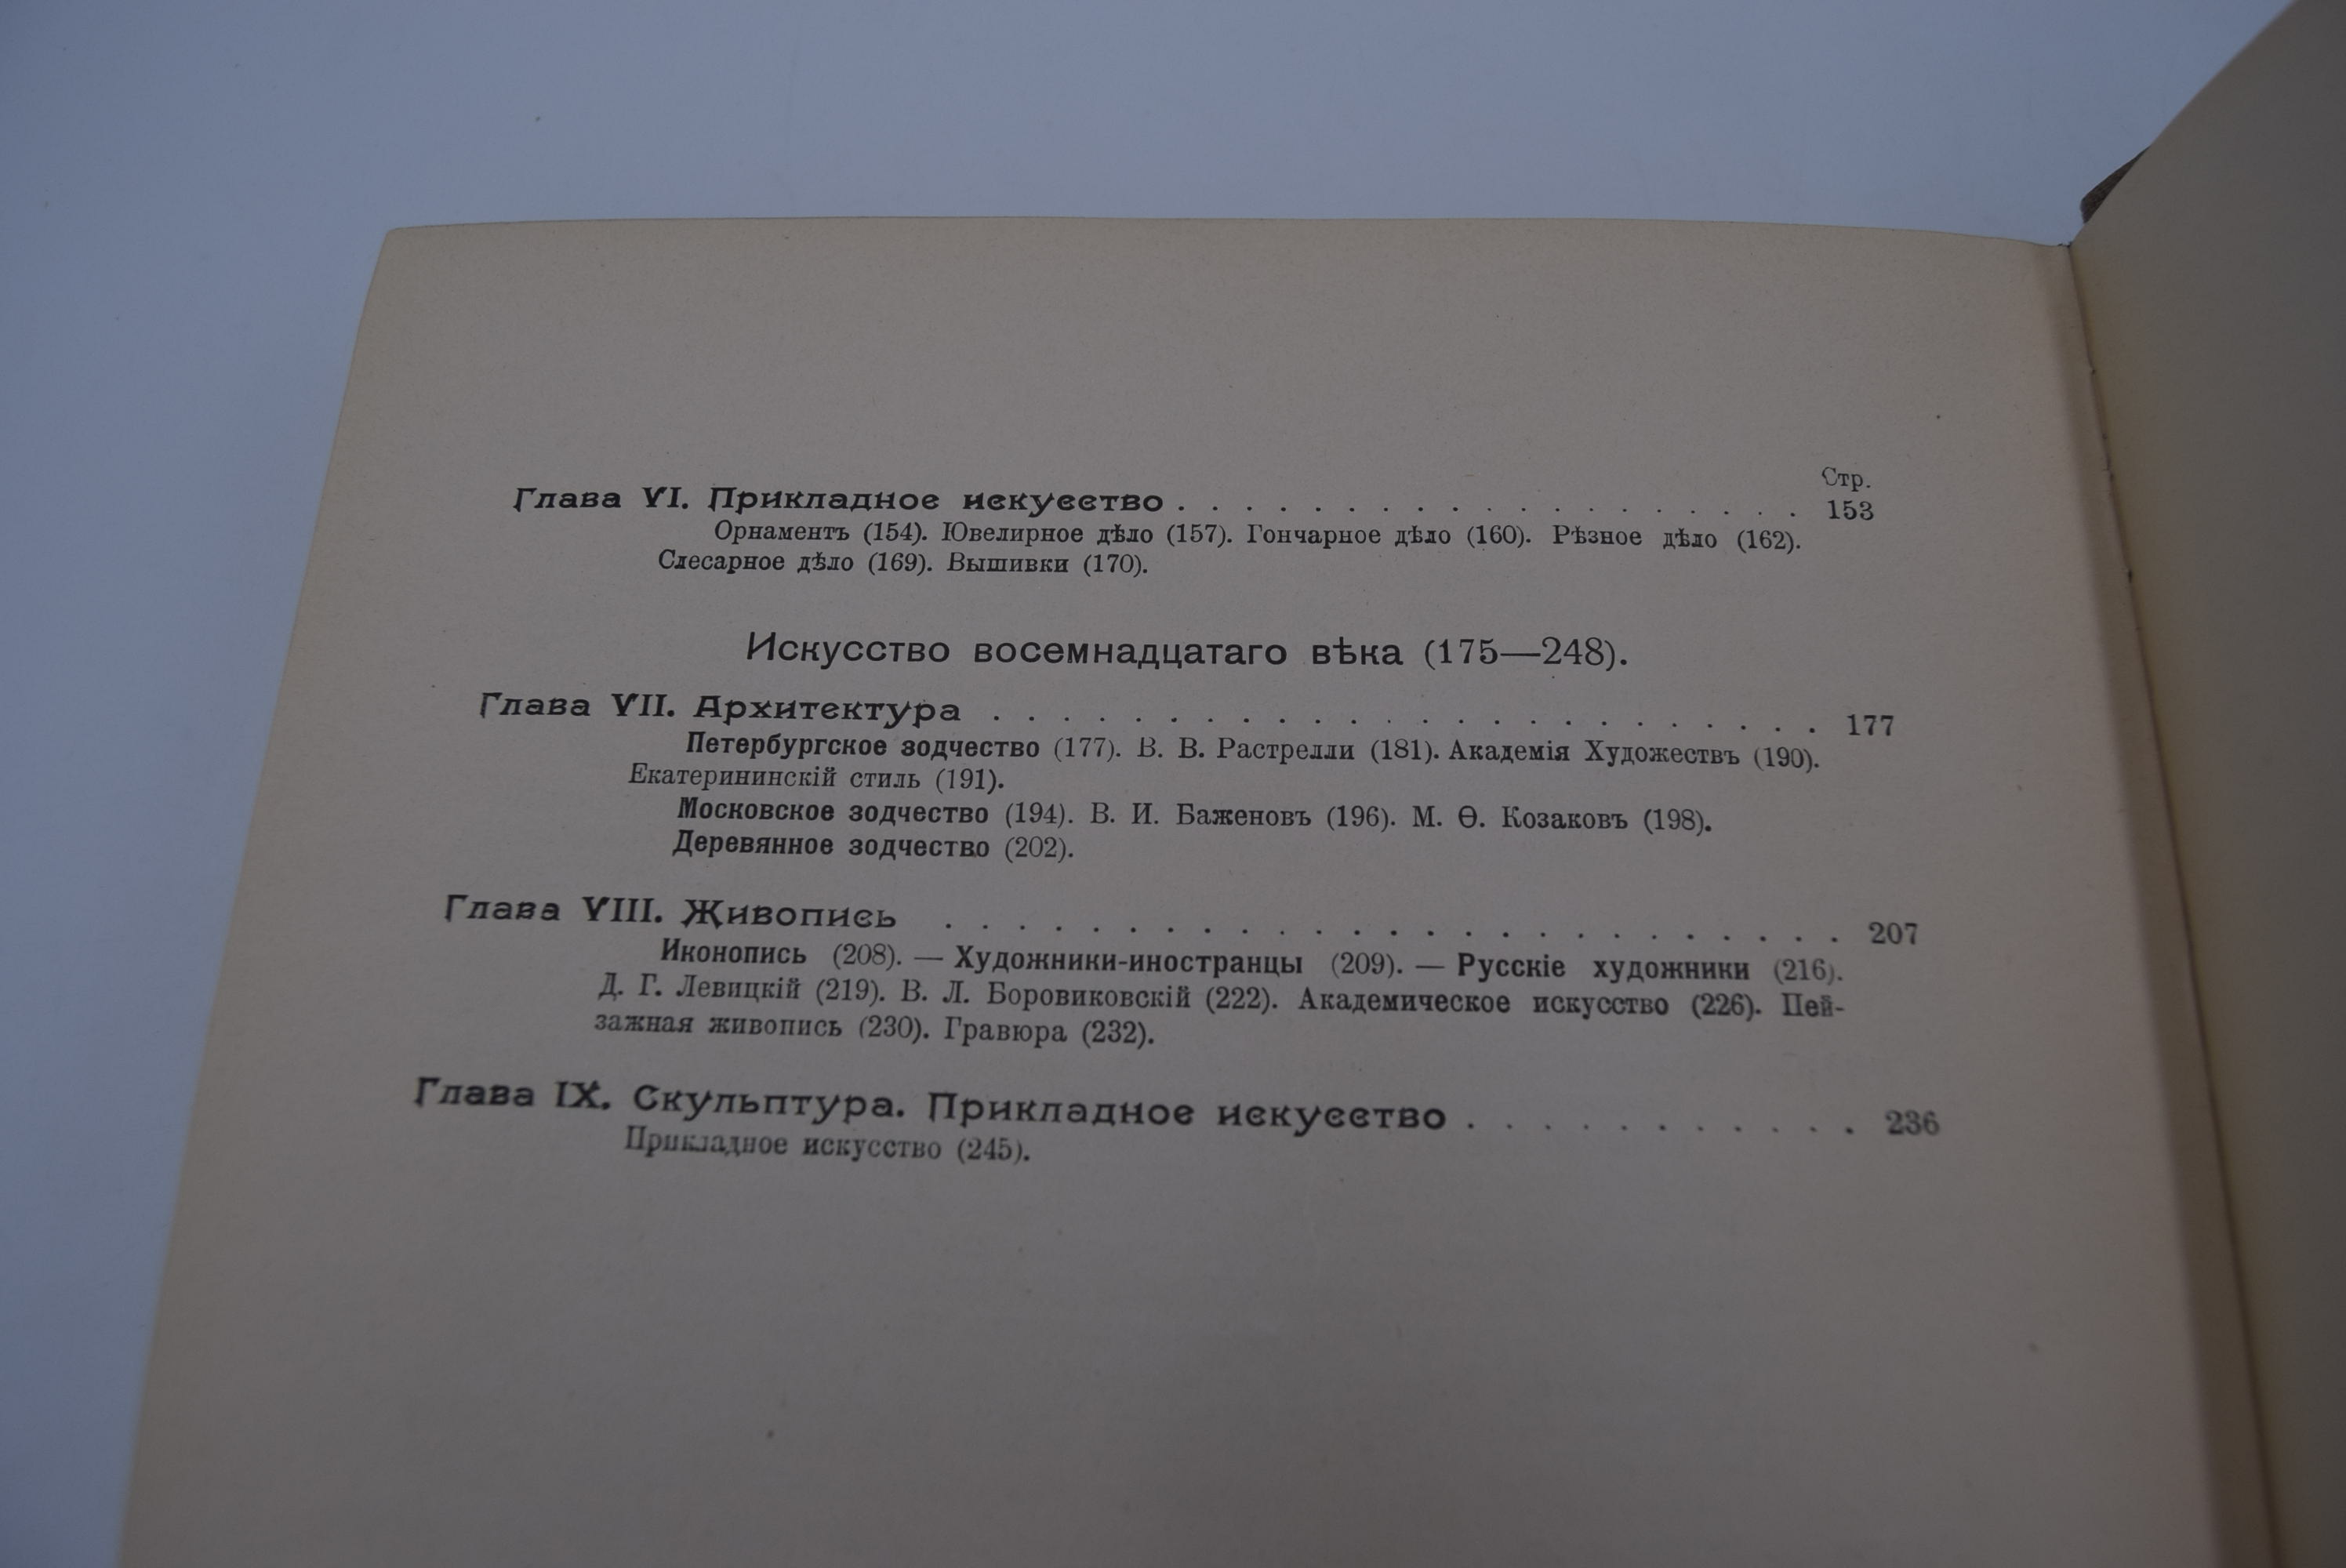 Стр.
Глава VI. Прикладное искусство . . . . . . . . . . . . . . . . . . . 153
Орнаментъ (154). Ювелирное дѣло (157). Гончарное дѣло (160). Рѣзное дѣло (162).
Слесарное дѣло (169). Вышивки (170).
Искусство восемнадцатаго вѣка (175—248).
Глава VII. Архитектура . . . . . . . . . . . . . . . . . . . . . . . 177
Петербургское зодчество (177). В. В. Растрелли (181). Академія Художествъ (190).
Екатерининскій стиль (191).
Московское зодчество (194). В. И. Баженовъ (196). М. Ѳ. Козаковъ (198).
Деревянное зодчество (202).
Глава VIII. Живопись . . . . . . . . . . . . . . . . . . . . . . . . . 207
Иконопись (208). — Художники-иностранцы (209). — Русскіе художники (216).
Д. Г. Левицкій (219). В. Л. Боровиковскій (222). Академическое искусство (226). Пей-
зажная живопись (230). Гравюра (232).
Глава IX. Скульптура. Прикладное искусство . . . . . . . . . . . 236
Прикладное искусство (245).